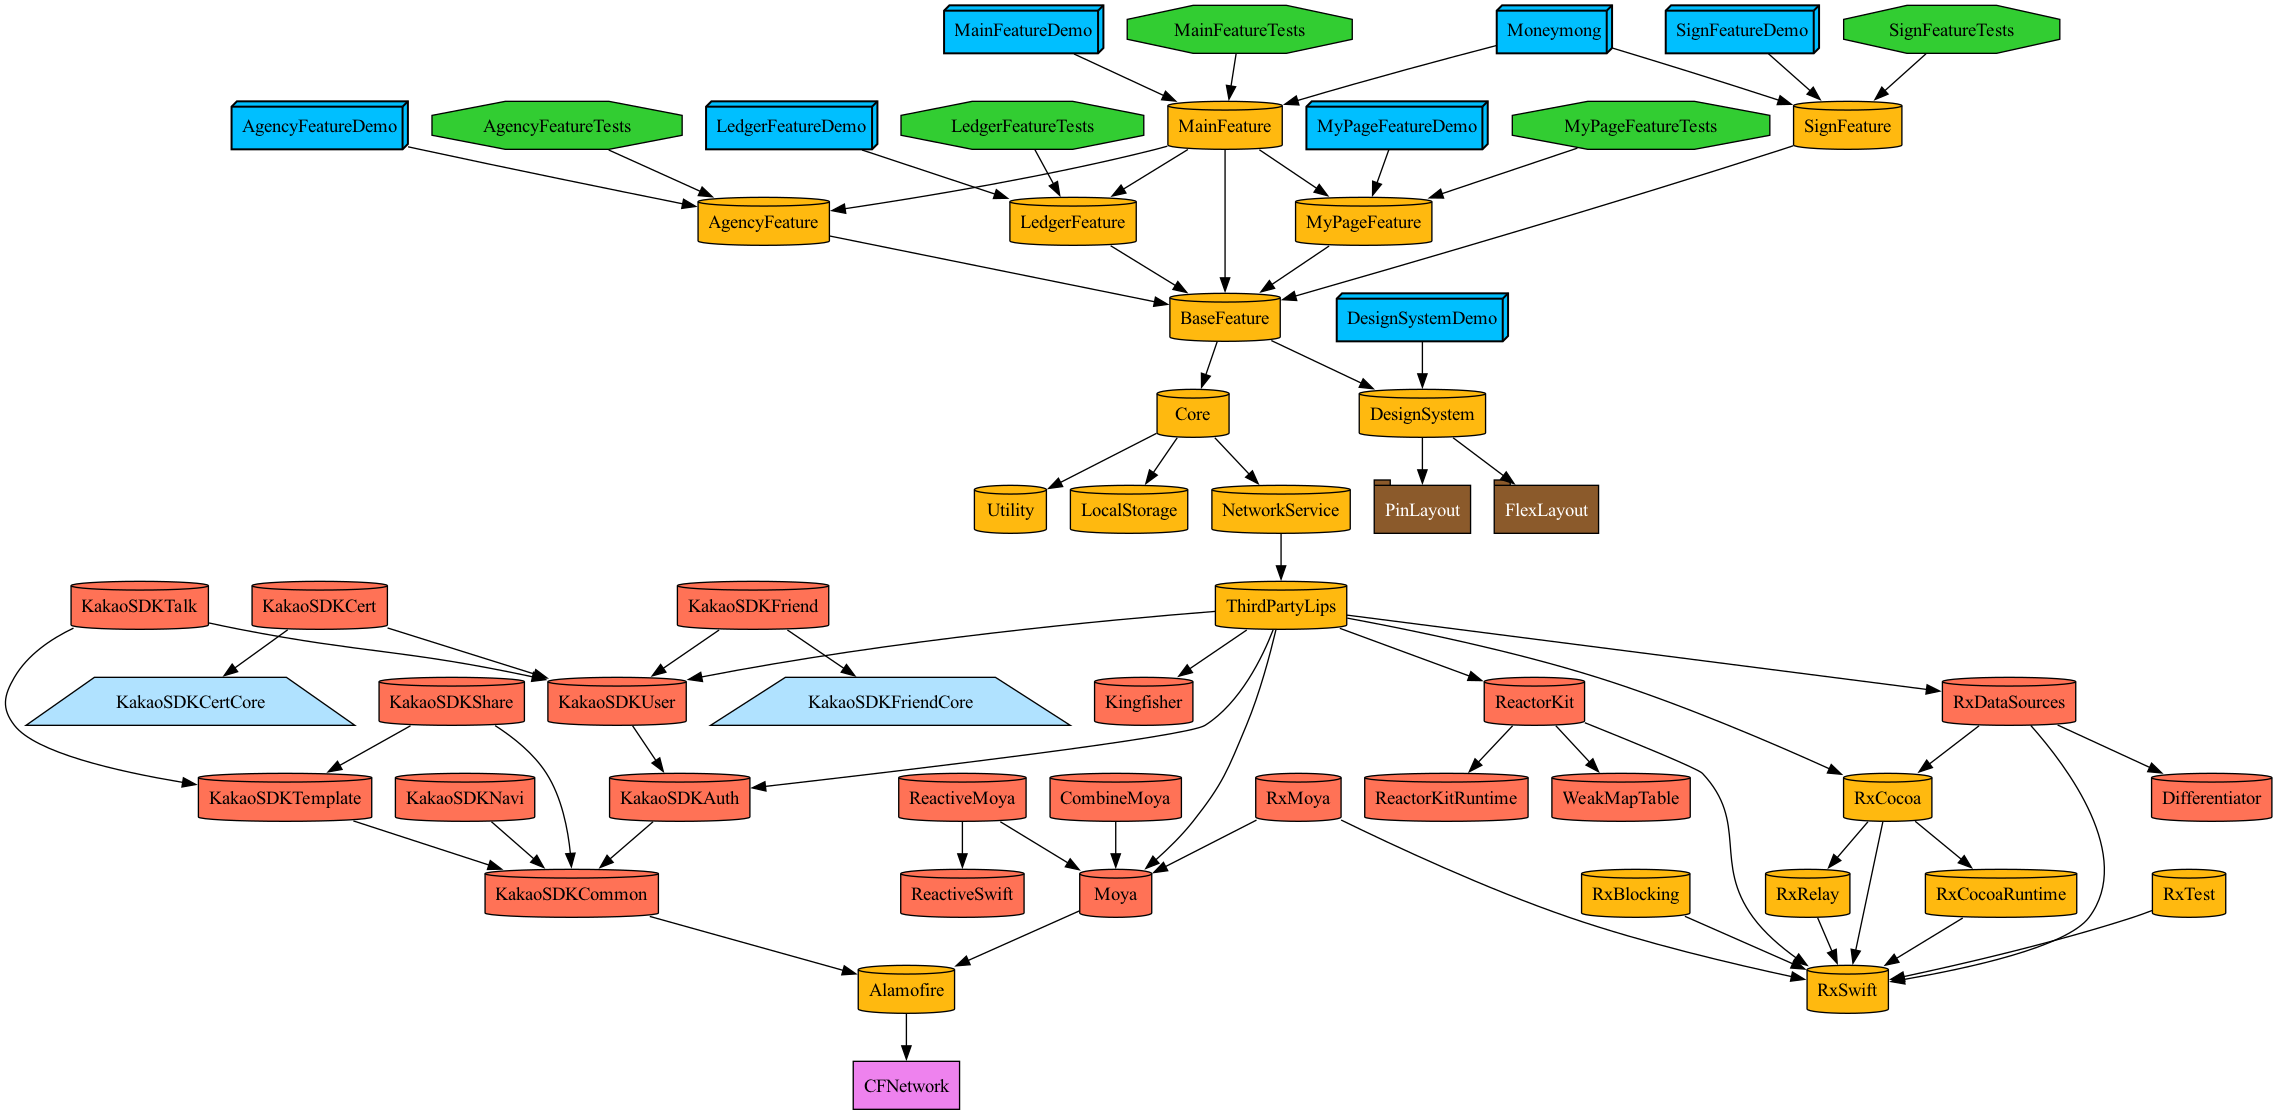 MainFeatureDemo
MainFeatureTests
Moneymong
SignFeatureDemo
SignFeatureTests
AgencyFeatureDemo
AgencyFeatureTests
LedgerFeatureDemo
LedgerFeatureTests
MainFeature
MyPageFeatureDemo
MyPageFeatureTests
SignFeature
AgencyFeature
LedgerFeature
MyPageFeature
BaseFeature
DesignSystemDemo
Core
DesignSystem
Utility
LocalStorage
NetworkService
PinLayout
FlexLayout
KakaoSDKTalk
KakaoSDKCert
KakaoSDKFriend
ThirdPartyLips
KakaoSDKCertCore
KakaoSDKShare
KakaoSDKUser
KakaoSDKFriendCore
Kingfisher
ReactorKit
RxDataSources
KakaoSDKTemplate
KakaoSDKNavi
KakaoSDKAuth
ReactiveMoya
CombineMoya
RxMoya
ReactorKitRuntime
WeakMapTable
RxCocoa
Differentiator
KakaoSDKCommon
ReactiveSwift
Moya
RxBlocking
RxRelay
RxCocoaRuntime
RxTest
Alamofire
RxSwift
CFNetwork